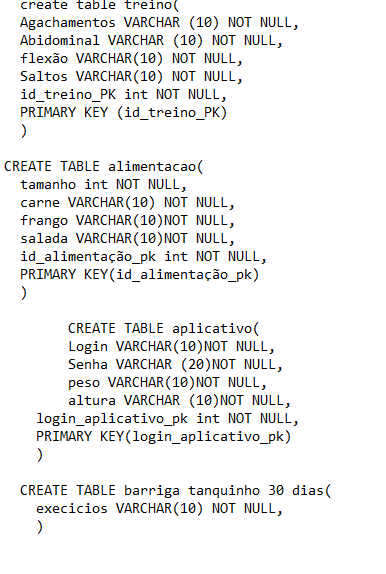 create table treino(
Agachamentos VARCHAR (10) NOT NULL,
Abidominal VARCHAR (10) NOT NULL,
flexão VARCHAR(10) NOT NULL,
Saltos VARCHAR(10) NOT NULL,
id_treino_PK int NOT NULL,
PRIMARY KEY (id_treino_PK)
)
CREATE TABLE alimentacao(
tamanho int NOT NULL,
carne VARCHAR(10) NOT NULL,
frango VARCHAR(10)NOT NULL,
salada VARCHAR(10)NOT NULL,
id_alimentação_pk int NOT NULL,
PRIMARY KEY(id_alimentação_pk)
)
CREATE TABLE aplicativo(
Login VARCHAR(10)NOT NULL,
Senha VARCHAR (20)NOT NULL,
peso VARCHAR(10)NOT NULL,
altura VARCHAR (10)NOT NULL,
login_aplicativo_pk int NOT NULL,
PRIMARY KEY(login_aplicativo_pk)
)
CREATE TABLE barriga tanquinho 30 dias(
execicios VARCHAR(10) NOT NULL,
)